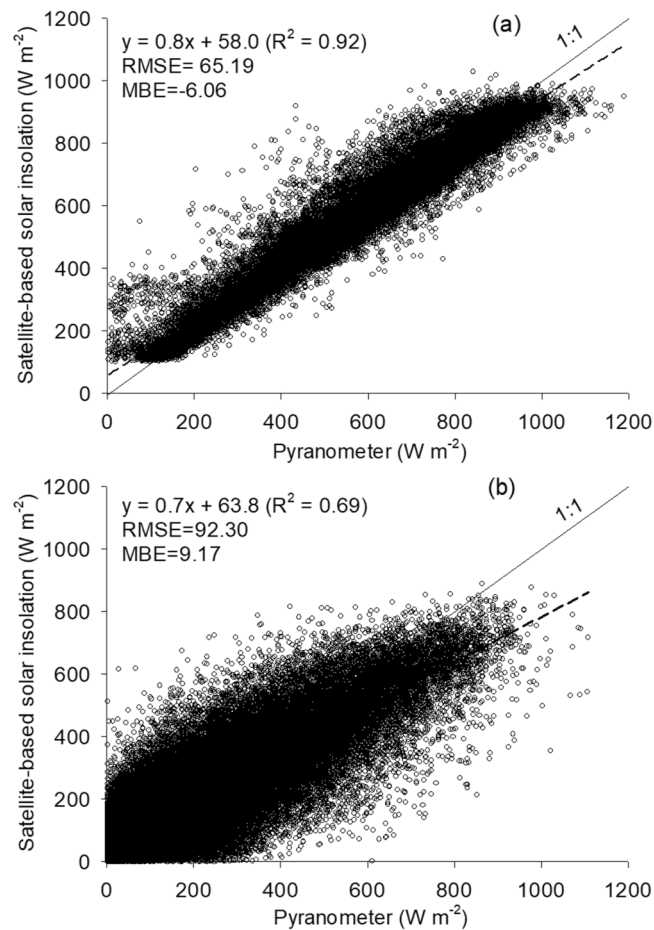 (a)
1:1
y = 0.8x + 58.0 (R² = 0.92)
RMSE= 65.19
MBE=-6.06
Satellite-based solar insolation (W m⁻²)
1200
1000
800
600
400
200
0
0 200 400 600 800 1000 1200
Pyranometer (W m⁻²)
(b)
1:1
y = 0.7x + 63.8 (R² = 0.69)
RMSE=92.30
MBE=9.17
Satellite-based solar insolation (W m⁻²)
1200
1000
800
600
400
200
0
0 200 400 600 800 1000 1200
Pyranometer (W m⁻²)